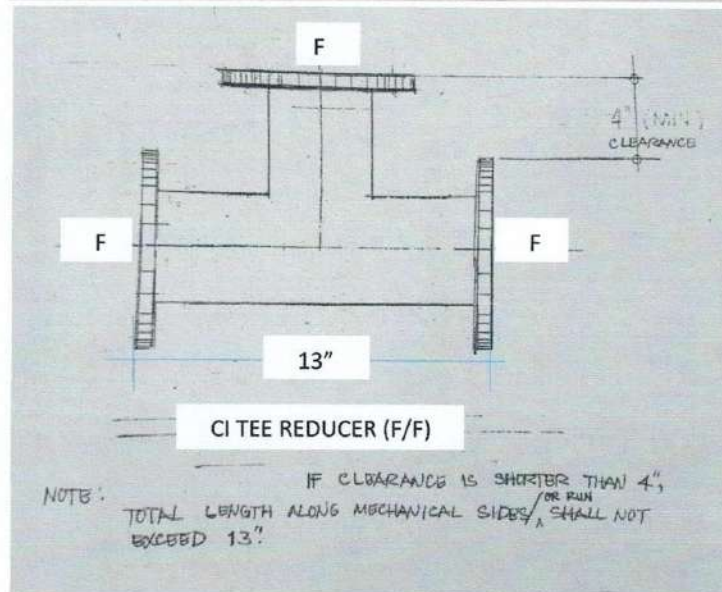 F
4" (MIN)
CLEARANCE
F
F
13"
CI TEE REDUCER (F/F)
NOTE:
IF CLEARANCE IS SHORTER THAN 4",
TOTAL LENGTH ALONG MECHANICAL SIDES/ OR RUN SHALL NOT
EXCEED 13".